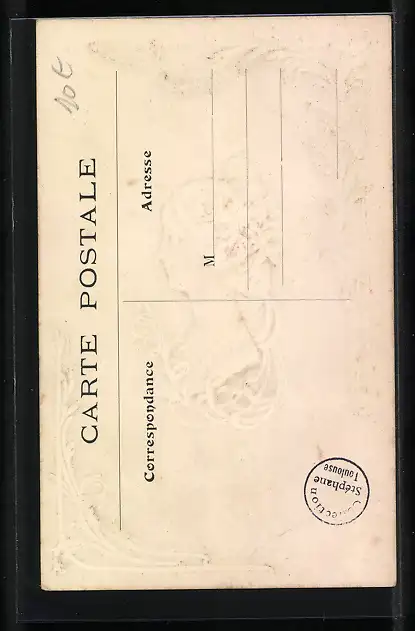 10€
CARTE POSTALE
Correspondance
Adresse
M
Collection
Stéphane
Toulouse